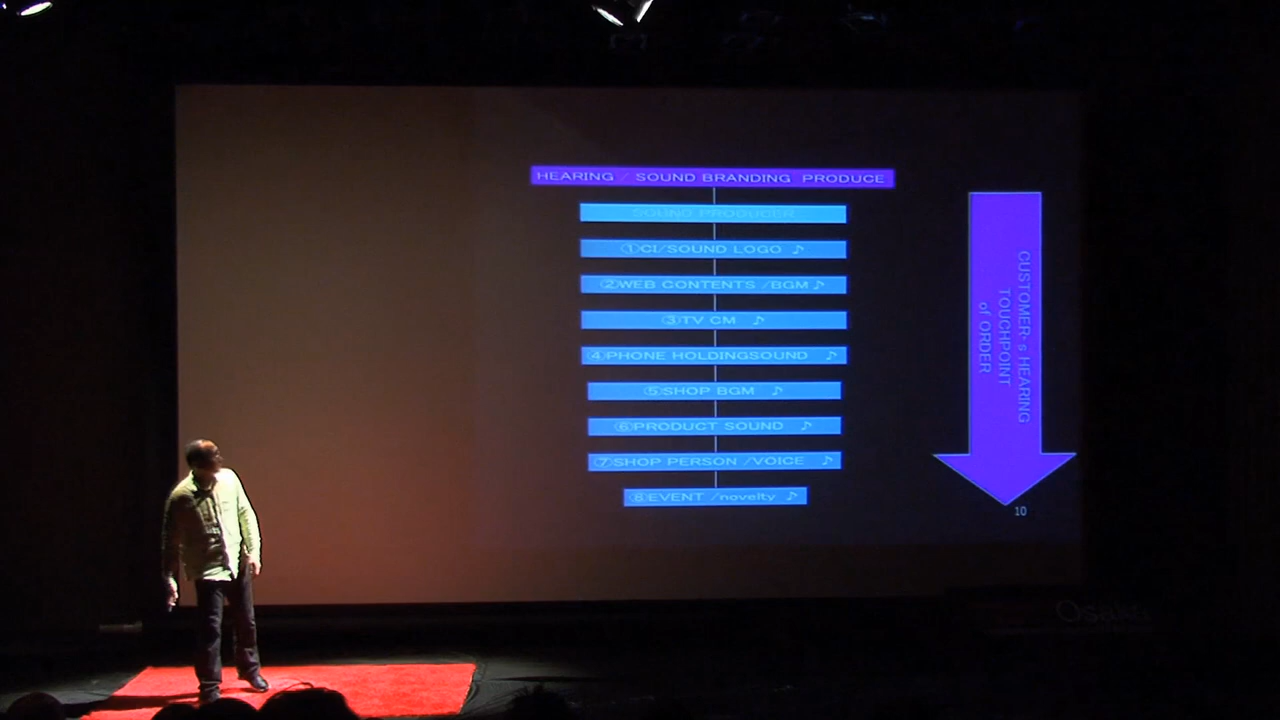 HEARING / SOUND BRANDING PRODUCE
SOUND PRODUCER
①CI/SOUND LOGO ♪
②WEB CONTENTS /BGM♪
③TV CM ♪
④PHONE HOLDINGSOUND ♪
⑤SHOP BGM ♪
⑥PRODUCT SOUND ♪
⑦SHOP PERSON /VOICE ♪
⑧EVENT /novelty ♪
CUSTOMER-s HEARING
TOUCHPOINT
of ORDER
10
Osaka